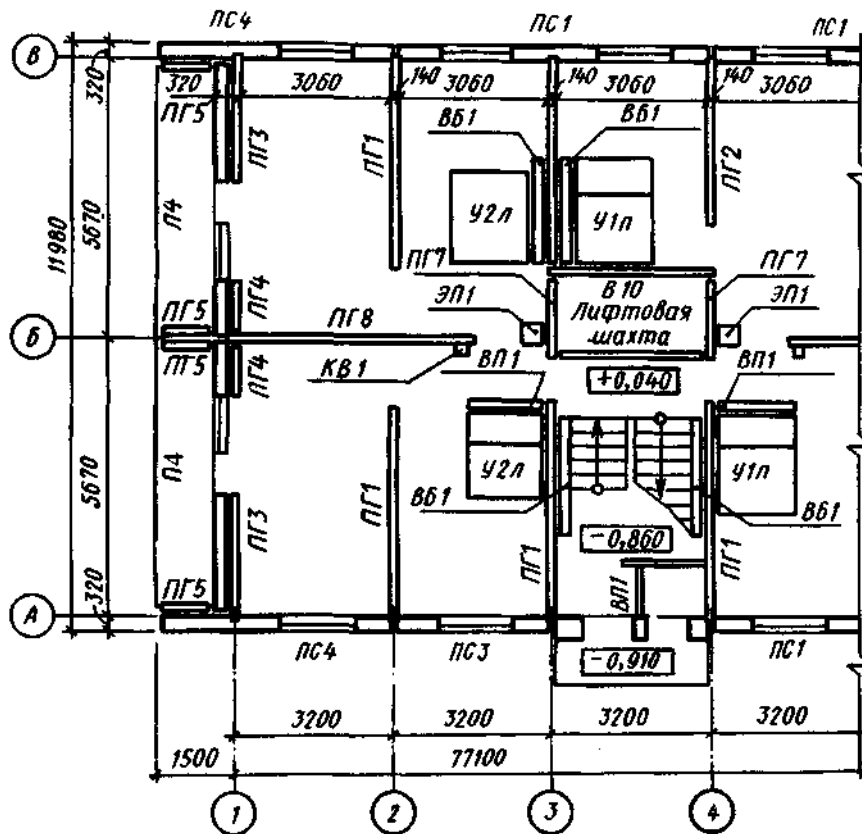 ПС4
ПС1
ПС1
В
320
320
3060
140
3060
140
3060
140
3060
ПГ5
ПГ3
ПГ1
ВБ1
ВБ1
ПГ2
У2л
У1п
П4
5670
11980
ПГ7
ПГ7
ПГ4
ЭП1
В10
Лифтовая
шахта
ЭП1
ПГ5
ПГ8
Б
ПТ5
ПГ4
КВ1
ВП1
+0,040
ВП1
П4
5670
ПГ1
У2л
У1п
ВБ1
ВБ1
ПГ3
ПГ1
-0,860
ВП1
ПГ1
ПГ5
320
А
ПС4
ПС3
-0,910
ПС1
3200
3200
3200
3200
1500
77100
1
2
3
4